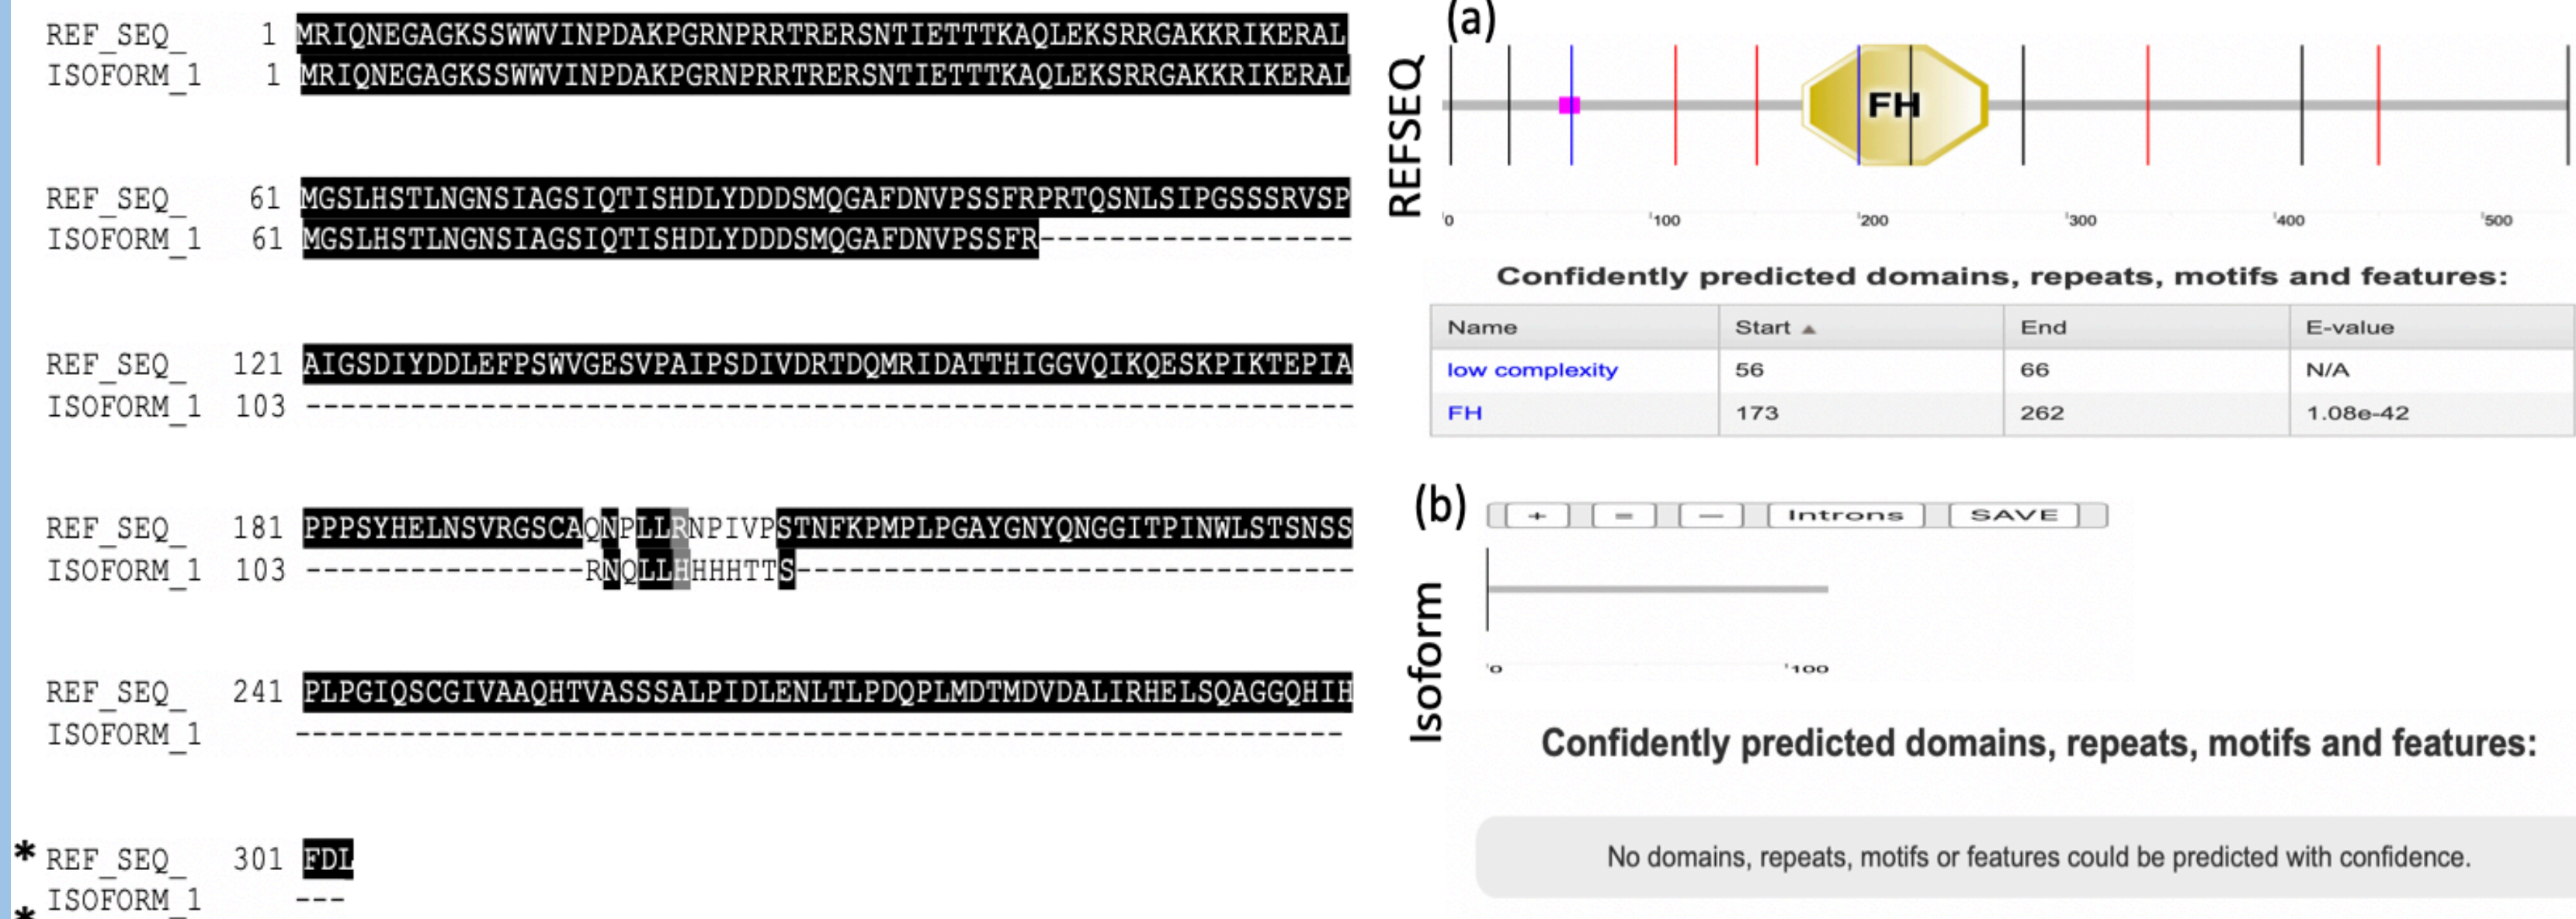 REF_SEQ_ 1 MRIQNEGAGKSSWWVINPDAKPGRNPRRTRERSNTIETTTKAQLEKSRRGAKKRIKERAL
ISOFORM_1 1 MRIQNEGAGKSSWWVINPDAKPGRNPRRTRERSNTIETTTKAQLEKSRRGAKKRIKERAL
REF_SEQ_ 61 MGSLHSTLNGNSIAGSIQTISHDLYDDDSMQGAFDNVPSSFRPRTQSNLSIPGSSSRVSP
ISOFORM_1 61 MGSLHSTLNGNSIAGSIQTISHDLYDDDSMQGAFDNVPSSFR------------------
REF_SEQ_ 121 AIGSDIYDDLEFPSWVGESVPAIPSDIVDRTDQMRIDATTHIGGVQIKQESKPIKTEPIA
ISOFORM_1 103 ------------------------------------------------------------
REF_SEQ_ 181 PPPSYHELNSVRGSCAQNPLLRNPIVPSTNFKPMPLPGAYGNYQNGGITPINWLSTSNSS
ISOFORM_1 103 ----------------RNQLLHHHHTTS--------------------------------
REF_SEQ_ 241 PLPGIQSCGIVAAQHTVASSSALPIDLENLTLPDQPLMDTMDVDALIRHELSQAGGQHIH
ISOFORM_1 ------------------------------------------------------------
* REF_SEQ_ 301 FDL
* ISOFORM_1 ---
(a)
REFSEQ
FH
0 100 200 300 400 500
Confidently predicted domains, repeats, motifs and features:
Name Start ▲ End E-value
low complexity 56 66 N/A
FH 173 262 1.08e-42
(b)
+ = — Introns SAVE
Isoform
0 100
Confidently predicted domains, repeats, motifs and features:
No domains, repeats, motifs or features could be predicted with confidence.